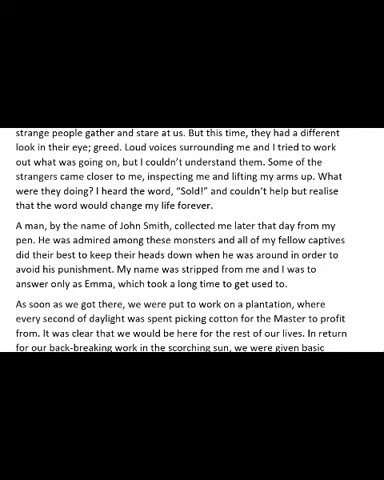 strange people gather and stare at us. But this time, they had a different
look in their eye; greed. Loud voices surrounding me and I tried to work
out what was going on, but I couldn’t understand them. Some of the
strangers came closer to me, inspecting me and lifting my arms up. What
were they doing? I heard the word, “Sold!” and couldn’t help but realise
that the word would change my life forever.
A man, by the name of John Smith, collected me later that day from my
pen. He was admired among these monsters and all of my fellow captives
did their best to keep their heads down when he was around in order to
avoid his punishment. My name was stripped from me and I was to
answer only as Emma, which took a long time to get used to.
As soon as we got there, we were put to work on a plantation, where
every second of daylight was spent picking cotton for the Master to profit
from. It was clear that we would be here for the rest of our lives. In return
for our back-breaking work in the scorching sun, we were given basic